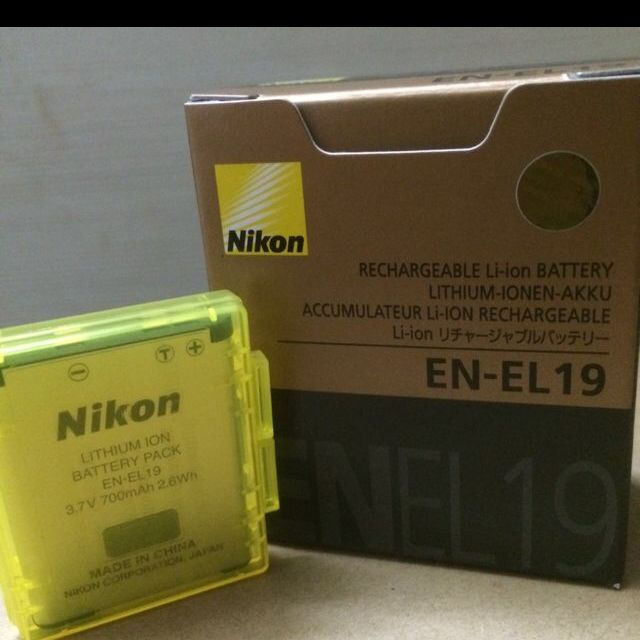 EN-EL19
Nikon
RECHARGEABLE Li-ion BATTERY
LITHIUM-IONEN-AKKU
ACCUMULATEUR Li-ION RECHARGEABLE
Li-ion リチャージャブルバッテリー
EN-EL19
ENEL19
- T +
Nikon
LITHIUM ION
BATTERY PACK
EN-EL19
3.7V 700mAh 2.6Wh
MADE IN CHINA
NIKON CORPORATION, JAPAN